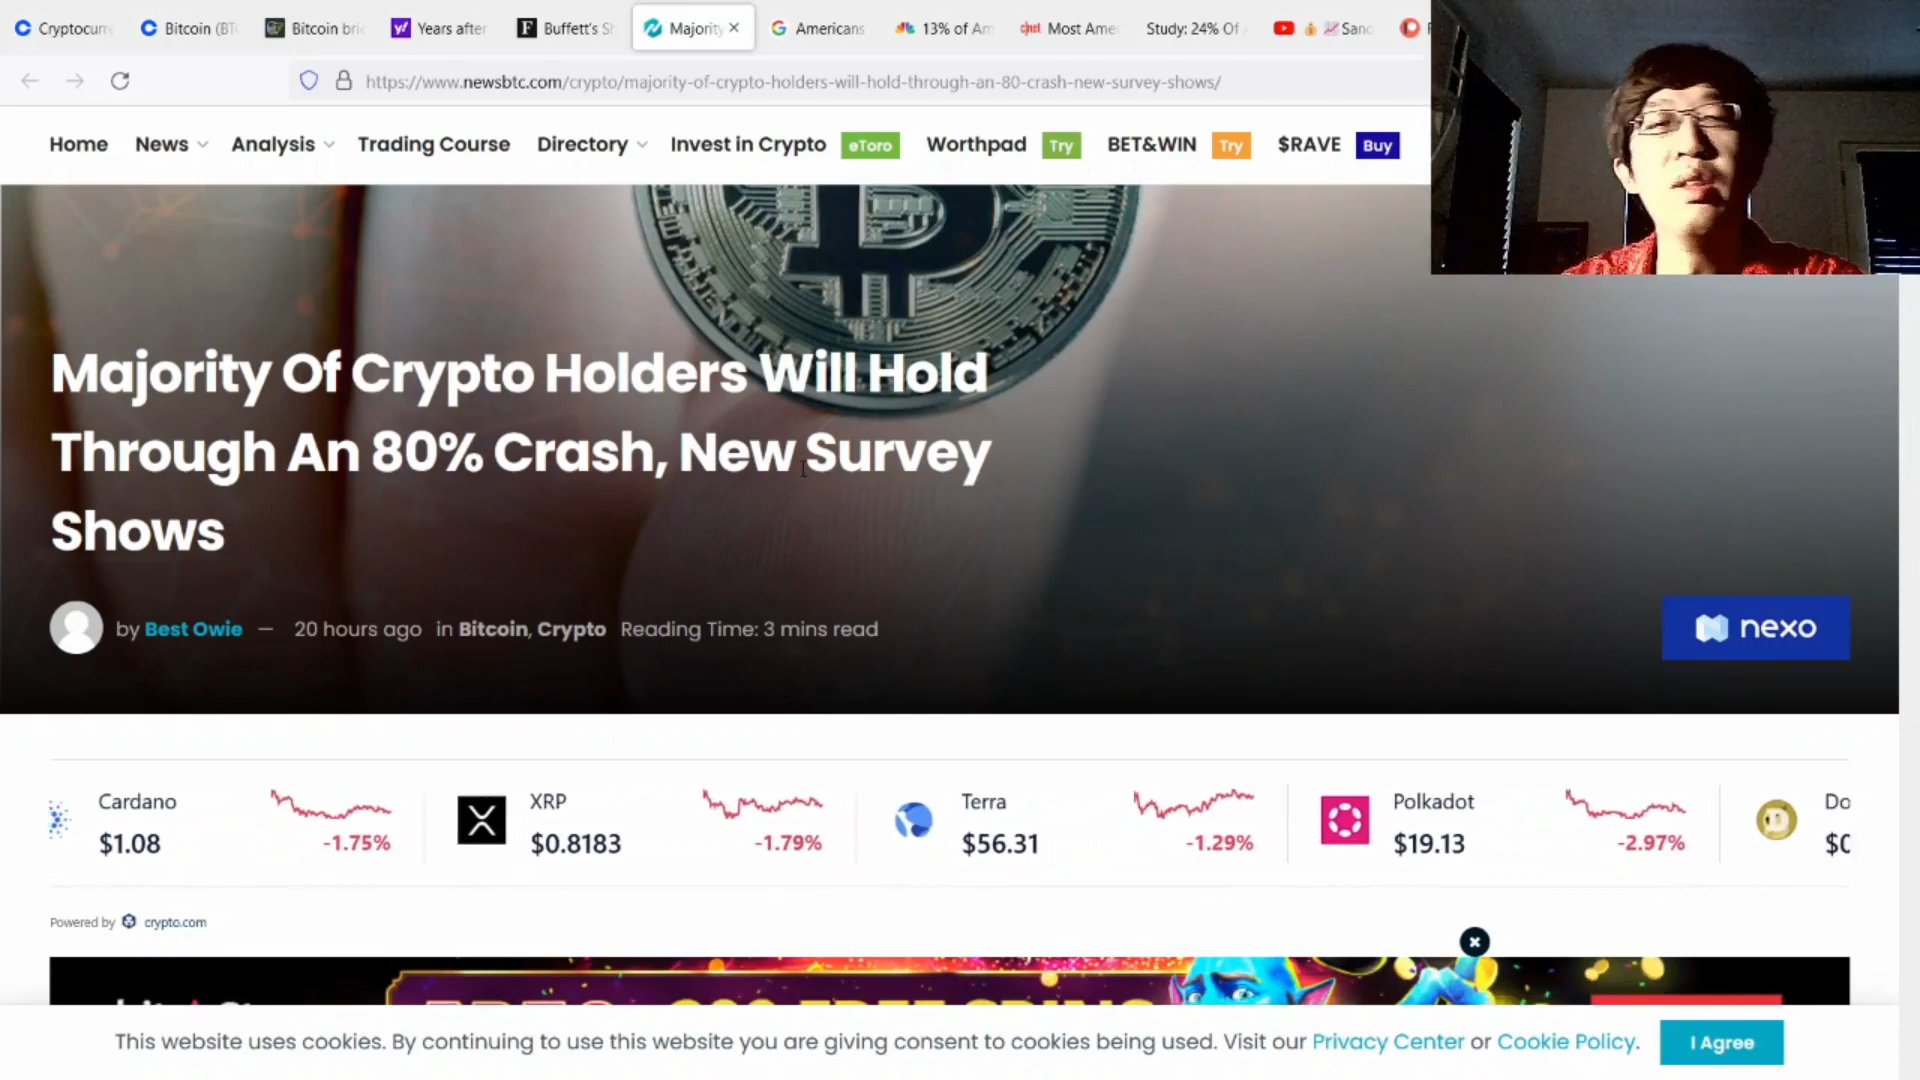 Cryptocurr
Bitcoin (BT
Bitcoin brie
Years after
Buffett's S
Majority
Americans
13% of Am
cnet Most Ame
Study: 24% Of
Sanc
https://www.newsbtc.com/crypto/majority-of-crypto-holders-will-hold-through-an-80-crash-new-survey-shows/
Home News Analysis Trading Course Directory Invest in Crypto eToro Worthpad Try BET&WIN Try $RAVE Buy
Majority Of Crypto Holders Will Hold
Through An 80% Crash, New Survey
Shows
by Best Owie — 20 hours ago in Bitcoin, Crypto Reading Time: 3 mins read
nexo
Cardano
$1.08 -1.75%
XRP
$0.8183 -1.79%
Terra
$56.31 -1.29%
Polkadot
$19.13 -2.97%
Do
Powered by crypto.com
This website uses cookies. By continuing to use this website you are giving consent to cookies being used. Visit our Privacy Center or Cookie Policy.
I Agree